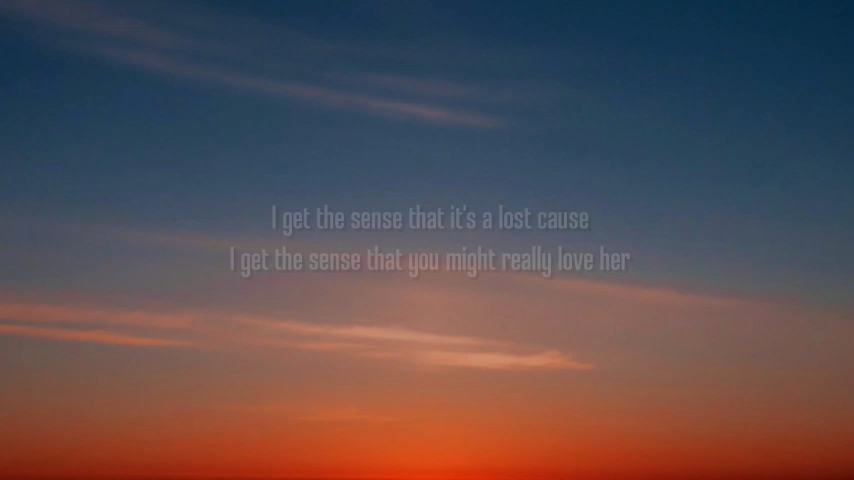 I get the sense that it's a lost cause
I get the sense that you might really love her